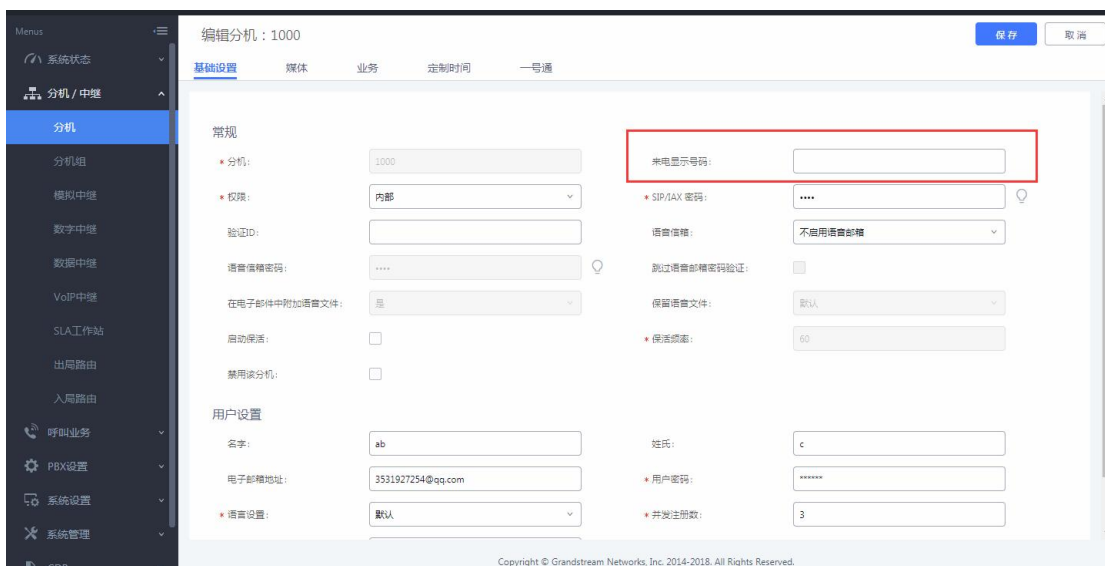 Menus
系统状态
分机 / 中继
分机
分机组
模拟中继
数字中继
数据中继
VoIP中继
SLA工作站
出局路由
入局路由
呼叫业务
PBX设置
系统设置
系统管理
CDR
编辑分机：1000
保存 取消
基础设置 媒体 业务 定制时间 一号通
常规
* 分机: 1000 来电显示号码:
* 权限: 内部 * SIP/IAX 密码: ••••
验证ID: 语音信箱: 不启用语音邮箱
语音信箱密码: **** 跳过语音邮箱密码验证:
在电子邮件中附加语音文件: 是 保留语音文件: 默认
启动保活: * 保活频率: 60
禁用该分机:
用户设置
名字: ab 姓氏: c
电子邮箱地址: 3531927254@qq.com * 用户密码: ******
* 语言设置: 默认 * 并发注册数: 3
Copyright © Grandstream Networks, Inc. 2014-2018. All Rights Reserved.